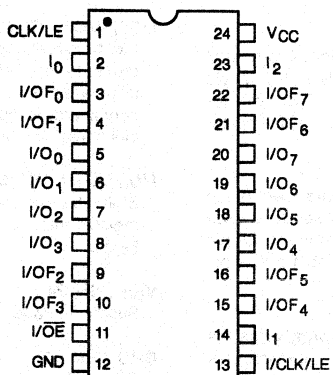 CLK/LE 1 24 VCC
I0 2 23 I2
I/OF0 3 22 I/OF7
I/OF1 4 21 I/OF6
I/O0 5 20 I/O7
I/O1 6 19 I/O6
I/O2 7 18 I/O5
I/O3 8 17 I/O4
I/OF2 9 16 I/OF5
I/OF3 10 15 I/OF4
I/O̅E̅ 11 14 I1
GND 12 13 I/CLK/LE